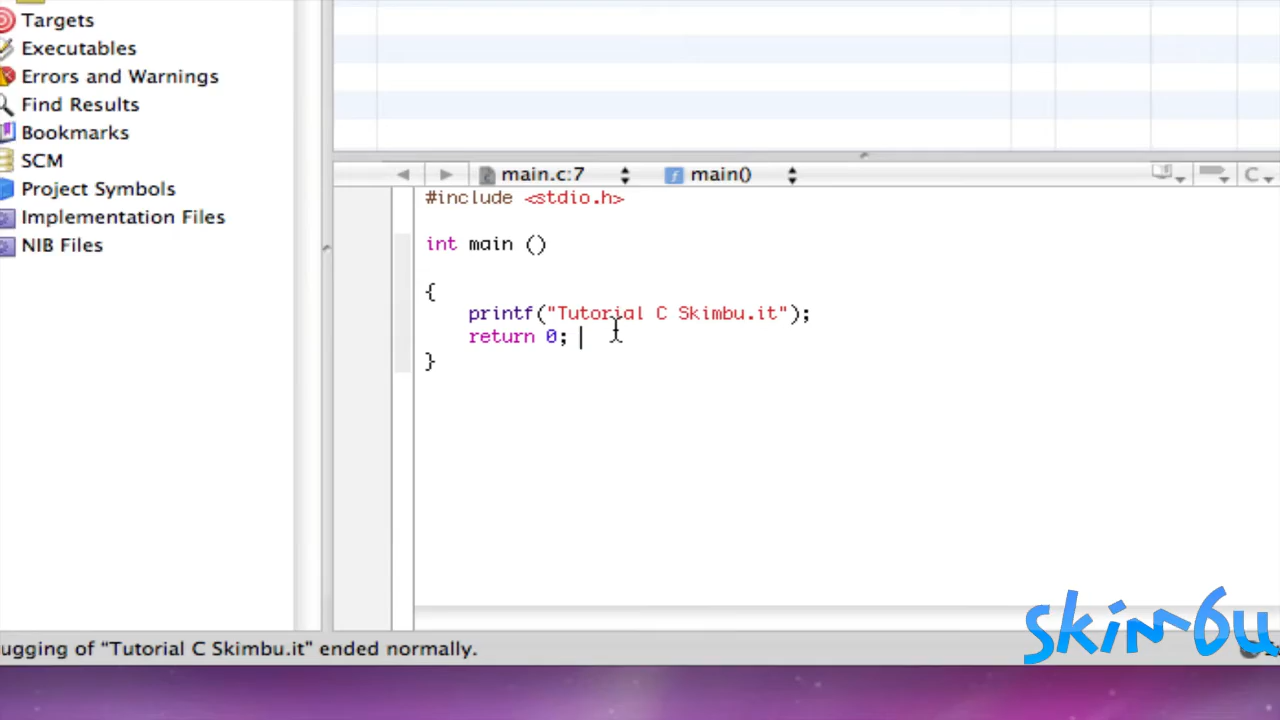 Targets
Executables
Errors and Warnings
Find Results
Bookmarks
SCM
Project Symbols
Implementation Files
NIB Files
main.c:7 main() C
#include <stdio.h>
int main ()
{
printf("Tutorial C Skimbu.it");
return 0;
}
ugging of "Tutorial C Skimbu.it" ended normally.
skimbu